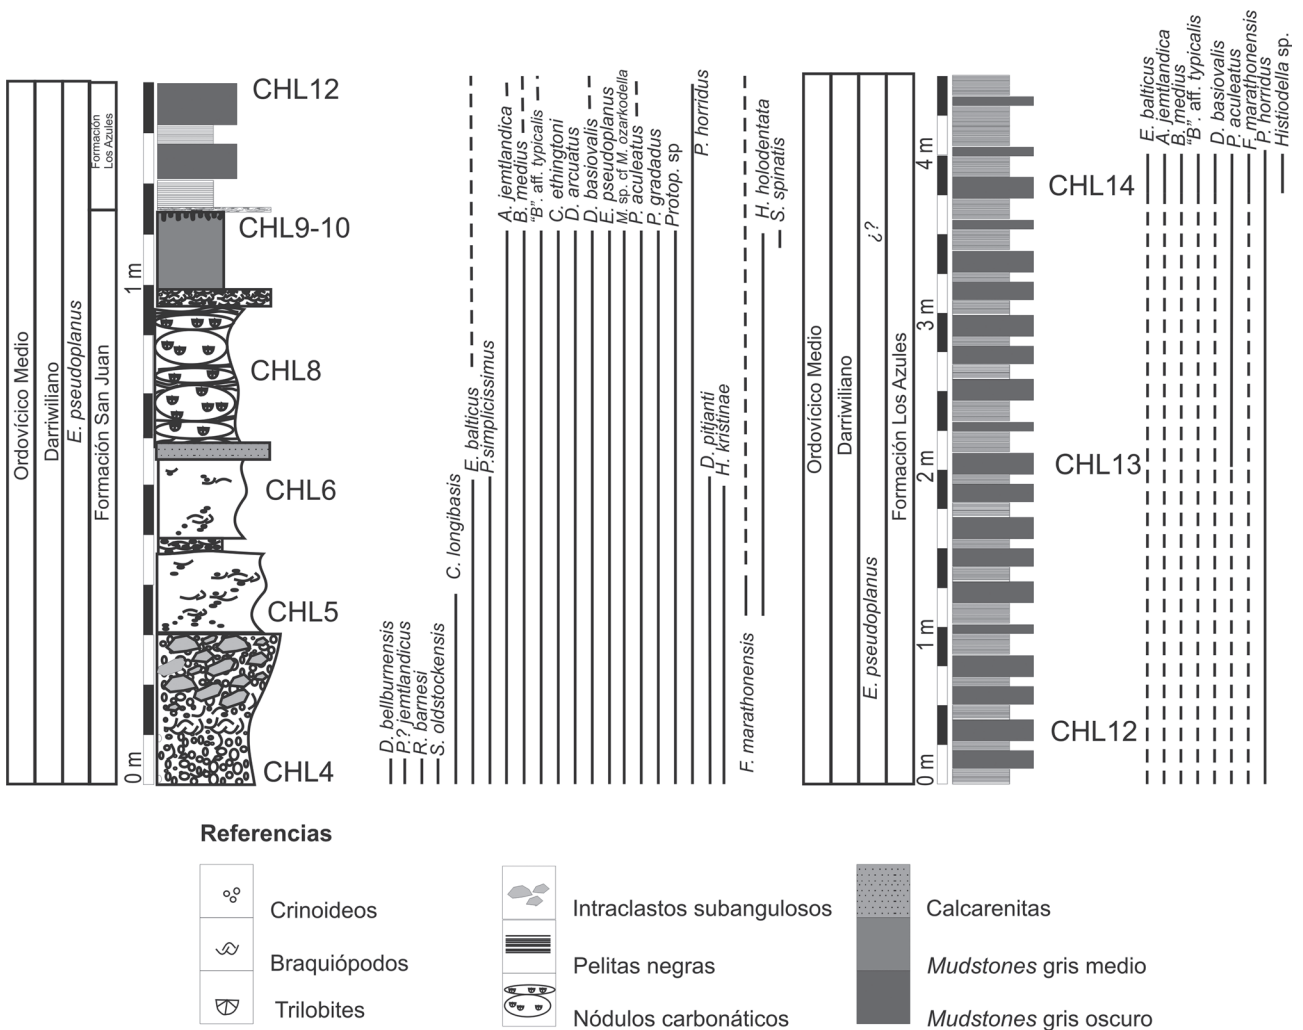 Ordovícico Medio
Darriwiliano
E. pseudoplanus
Formación San Juan
Formación
Los Azules
0 m
1 m
CHL12
CHL9-10
CHL8
CHL6
CHL5
CHL4
D. bellburnensis
P.? jemtlandicus
R. barnesi
S. oldstockensis
C. longibasis
E. balticus
P. simplicissimus
A. jemtlandica
B. medius
"B". aff. typicalis
C. ethingtoni
D. arcuatus
D. basiovalis
E. pseudoplanus
M. sp. cf M. ozarkodella
P. aculeatus
P. gradadus
Protop. sp
P. horridus
D. pitjanti
H. kristinae
F. marathonensis
H. holodentata
S. spinatis
Ordovícico Medio
Darriwiliano
E. pseudoplanus
¿?
Formación Los Azules
0 m
1 m
2 m
3 m
4 m
CHL14
CHL13
CHL12
E. balticus
A. jemtlandica
B. medius
"B". aff. typicalis
D. basiovalis
P. aculeatus
F. marathonensis
P. horridus
Histiodella sp.
Referencias
Crinoideos
Braquiópodos
Trilobites
Intraclastos subangulosos
Pelitas negras
Nódulos carbonáticos
Calcarenitas
Mudstones gris medio
Mudstones gris oscuro